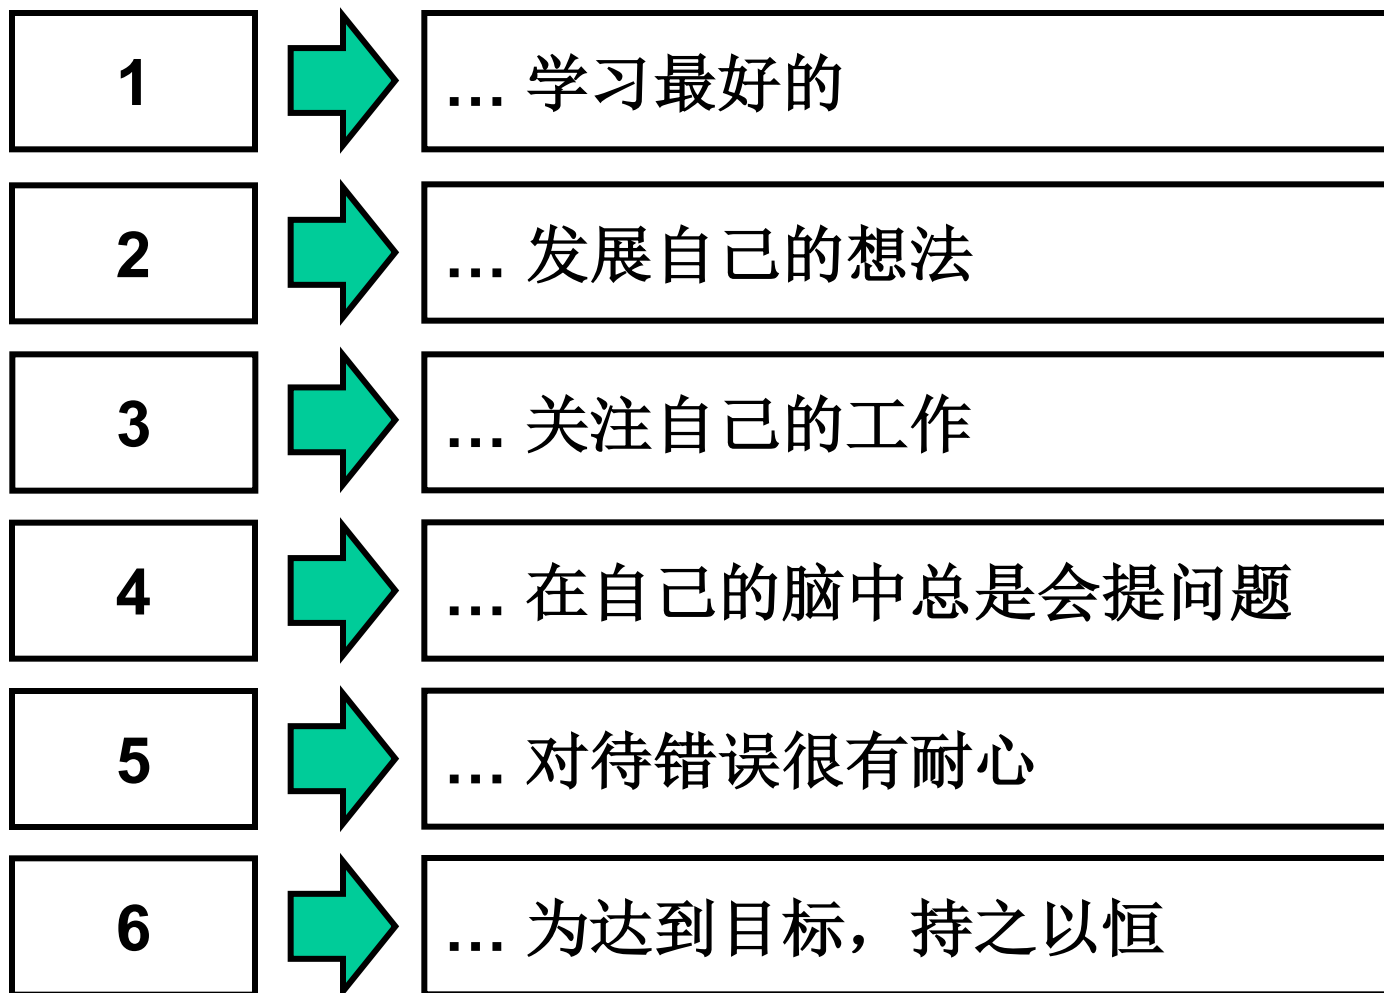 1 … 学习最好的
2 … 发展自己的想法
3 … 关注自己的工作
4 … 在自己的脑中总是会提问题
5 … 对待错误很有耐心
6 … 为达到目标，持之以恒